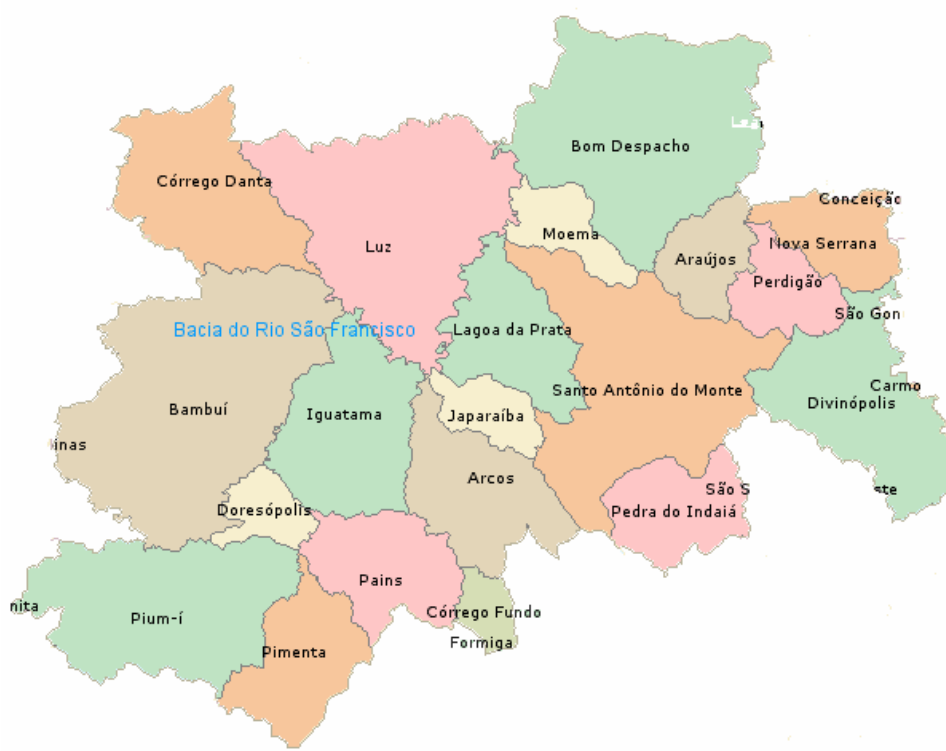 Bom Despacho
Córrego Danta
Conceição
Moema
Nova Serrana
Luz
Araújos
Perdigão
São Gon
Bacia do Rio São Francisco
Lagoa da Prata
Carmo
Santo Antônio do Monte
Divinópolis
Bambuí
Iguatama
Japaraíba
inas
Arcos
São S
ste
Doresópolis
Pedra do Indaiá
Pains
nita
Pium-í
Córrego Fundo
Formiga
Pimenta